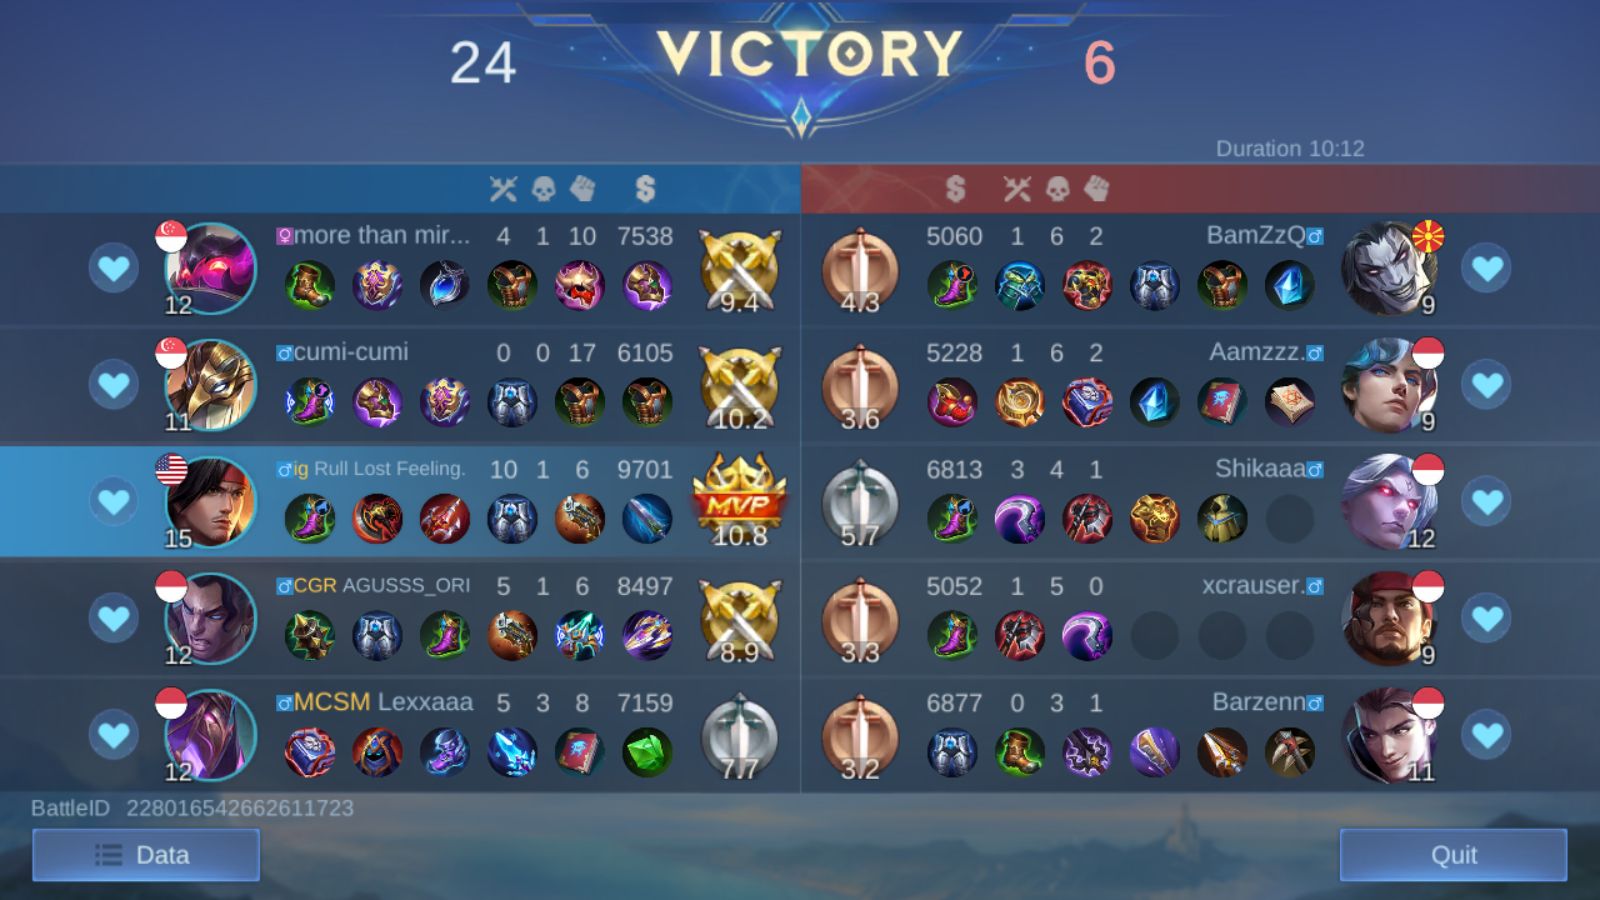 24 VICTORY 6
Duration 10:12
more than mir... 4 1 10 7538
12 9.4
cumi-cumi 0 0 17 6105
11 10.2
ig Rull Lost Feeling. 10 1 6 9701
MVP
15 10.8
CGR AGUSSS_ORI 5 1 6 8497
12 8.9
MCSM Lexxaaa 5 3 8 7159
12 7.7
5060 1 6 2 BamZzQ
4.3 9
5228 1 6 2 Aamzzz.
3.6 9
6813 3 4 1 Shikaaa
5.7 12
5052 1 5 0 xcrauser.
3.3 9
6877 0 3 1 Barzenn
3.2 11
BattleID 228016542662611723
Data
Quit